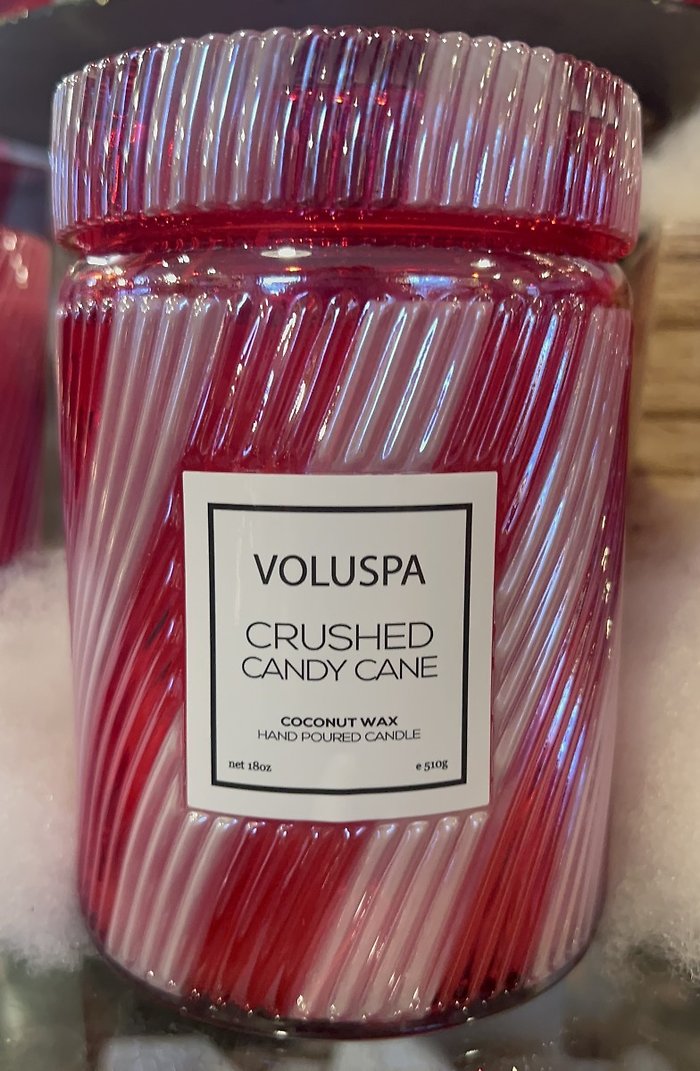 VOLUSPA
CRUSHED
CANDY CANE
COCONUT WAX
HAND POURED CANDLE
net 18oz e 510g